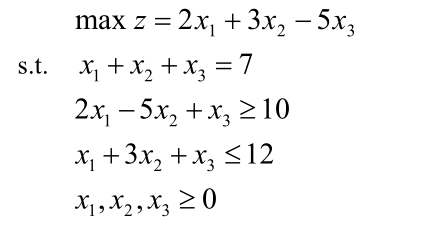 max z = 2x₁ + 3x₂ − 5x₃
s.t. x₁ + x₂ + x₃ = 7
2x₁ − 5x₂ + x₃ ≥ 10
x₁ + 3x₂ + x₃ ≤ 12
x₁, x₂, x₃ ≥ 0